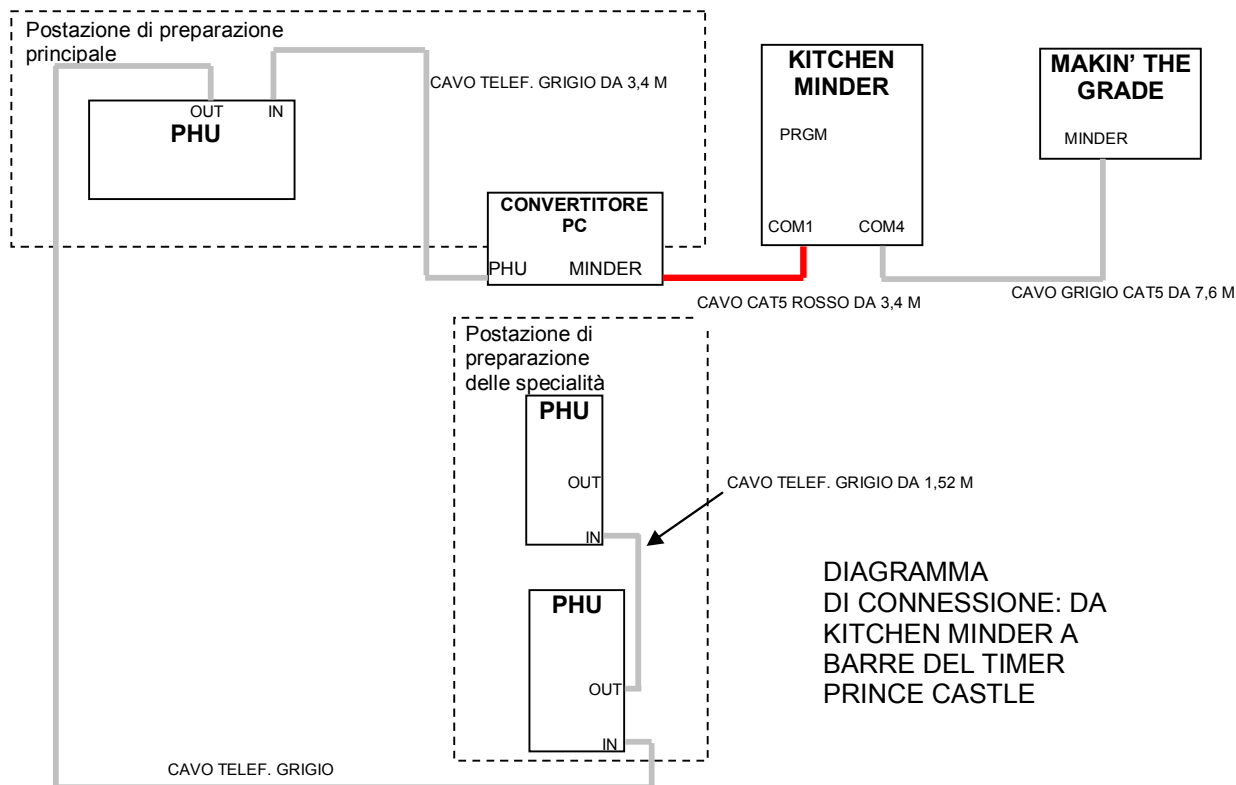 Postazione di preparazione
principale
OUT
IN
PHU
CAVO TELEF. GRIGIO DA 3,4 M
KITCHEN
MINDER
PRGM
COM1
COM4
MAKIN' THE
GRADE
MINDER
CONVERTITORE
PC
PHU
MINDER
CAVO CAT5 ROSSO DA 3,4 M
CAVO GRIGIO CAT5 DA 7,6 M
Postazione di
preparazione
delle specialità
PHU
OUT
IN
CAVO TELEF. GRIGIO DA 1,52 M
PHU
OUT
IN
DIAGRAMMA
DI CONNESSIONE: DA
KITCHEN MINDER A
BARRE DEL TIMER
PRINCE CASTLE
CAVO TELEF. GRIGIO